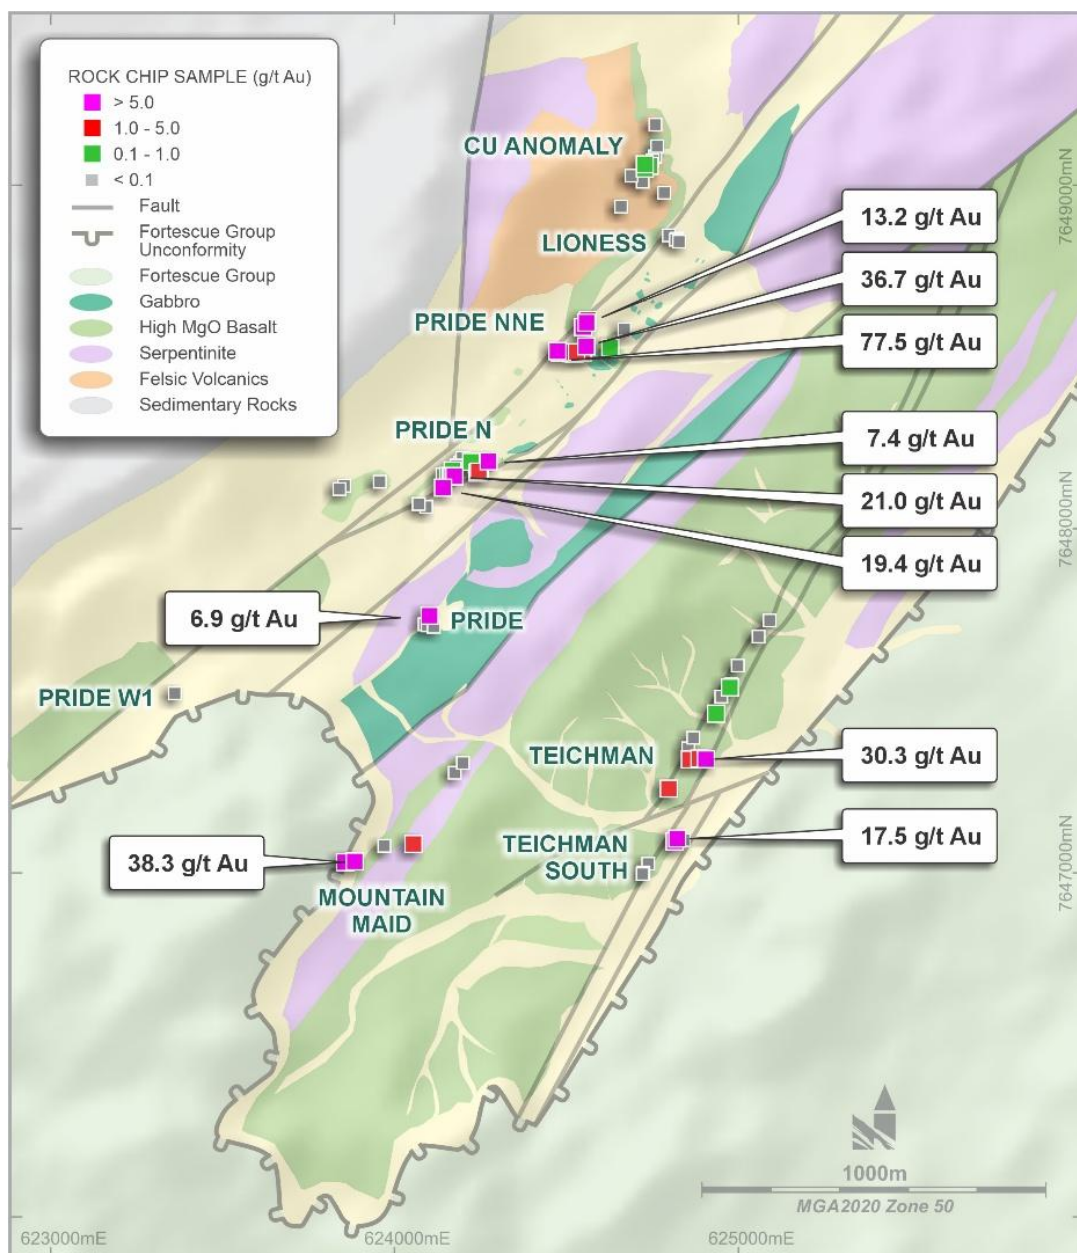 ROCK CHIP SAMPLE (g/t Au)
> 5.0
1.0 - 5.0
0.1 - 1.0
< 0.1
Fault
Fortescue Group
Unconformity
Fortescue Group
Gabbro
High MgO Basalt
Serpentinite
Felsic Volcanics
Sedimentary Rocks
CU ANOMALY
7649000mN
13.2 g/t Au
LIONESS
36.7 g/t Au
PRIDE NNE
77.5 g/t Au
PRIDE N
7.4 g/t Au
21.0 g/t Au
7648000mN
19.4 g/t Au
6.9 g/t Au
PRIDE
PRIDE W1
TEICHMAN
30.3 g/t Au
17.5 g/t Au
TEICHMAN
SOUTH
38.3 g/t Au
7647000mN
MOUNTAIN
MAID
1000m
MGA2020 Zone 50
623000mE
624000mE
625000mE